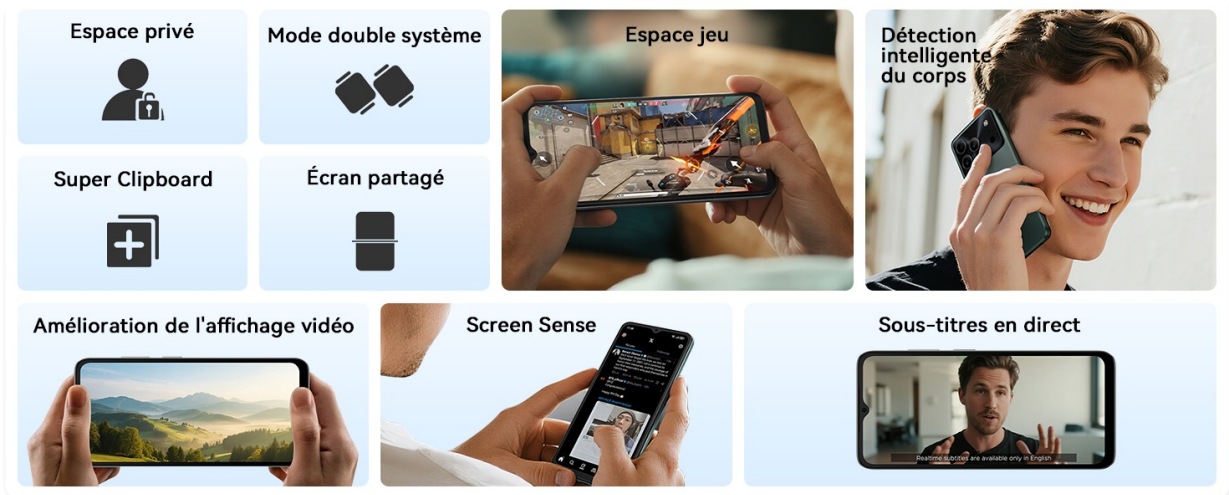 Espace privé
Mode double système
Espace jeu
Détection
intelligente
du corps
Super Clipboard
Écran partagé
Amélioration de l'affichage vidéo
Screen Sense
Sous-titres en direct
Realtime subtitles are available only in English